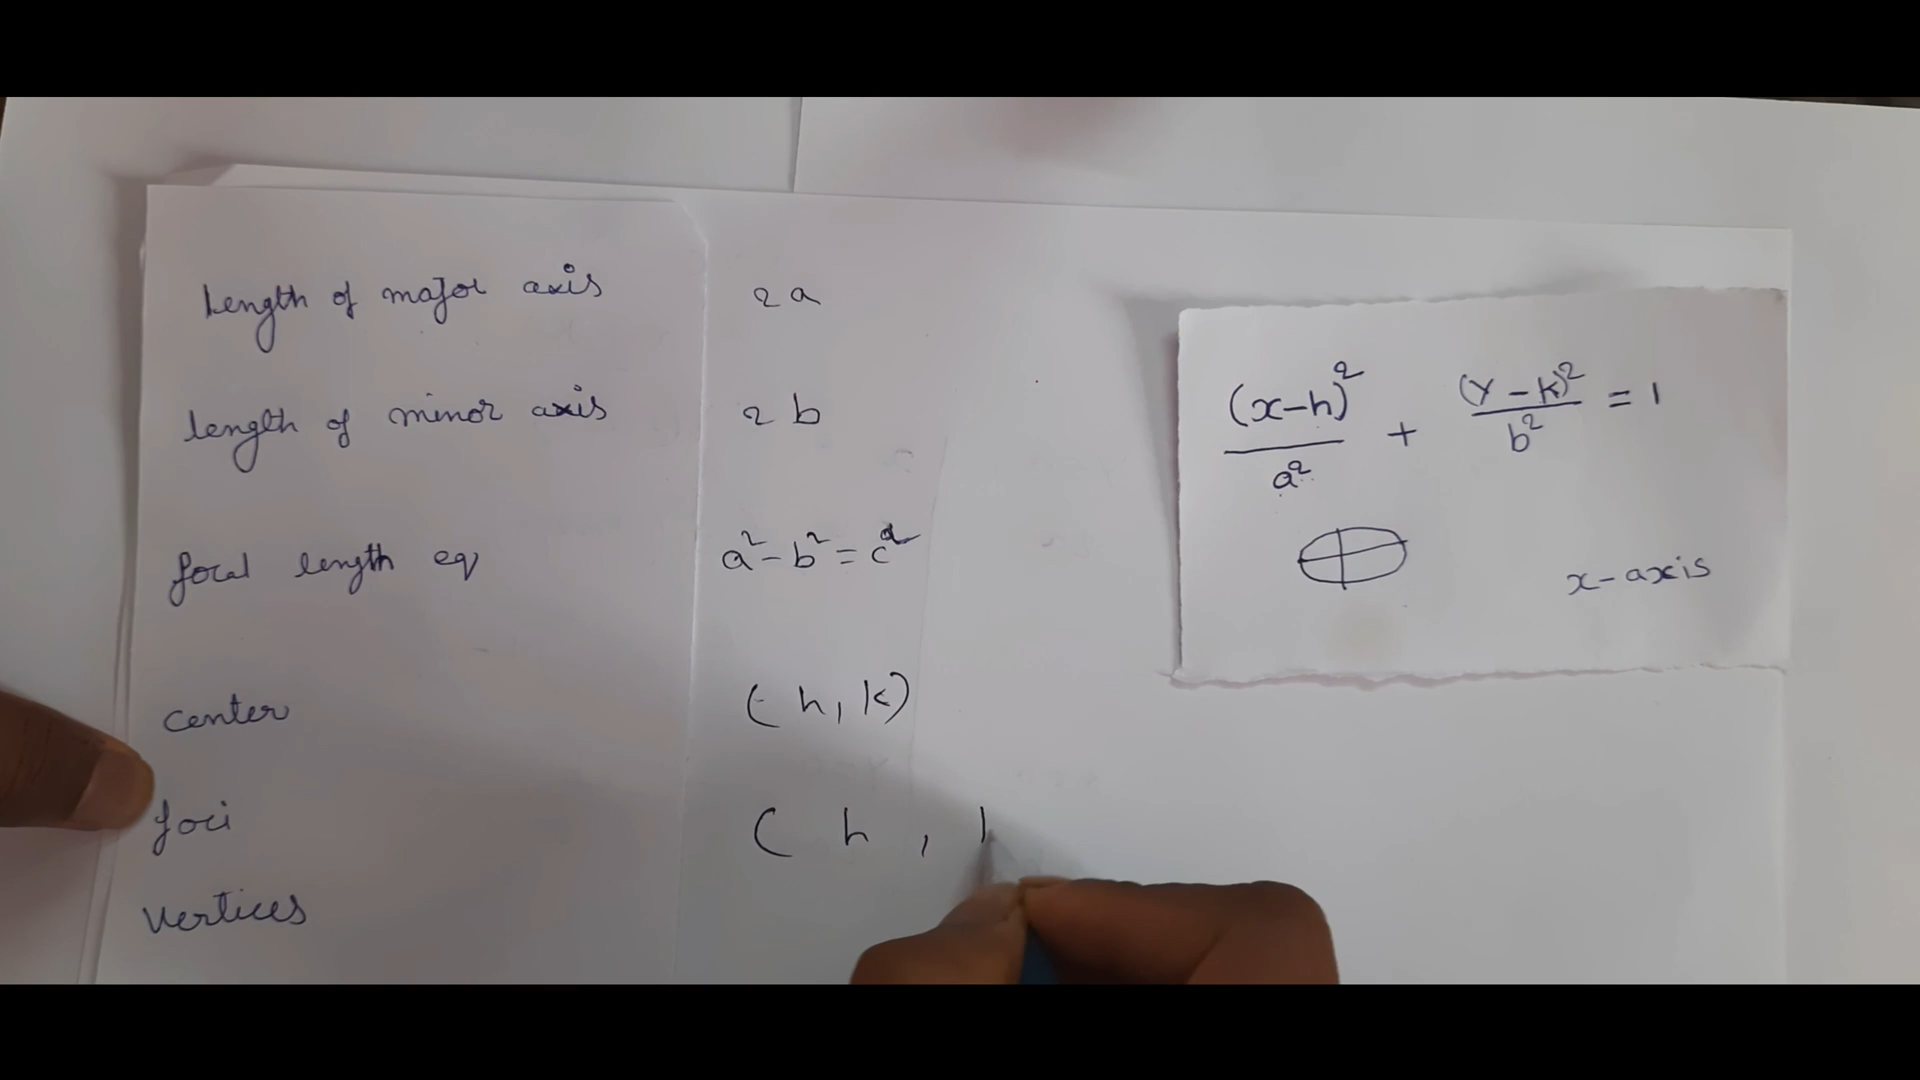 Length of major axis 2a
length of minor axis 2b
focal length eq a² - b² = c²
center (h, k)
foci ( h ,
vertices
(x-h)²/a² + (y-k)²/b² = 1
x-axis